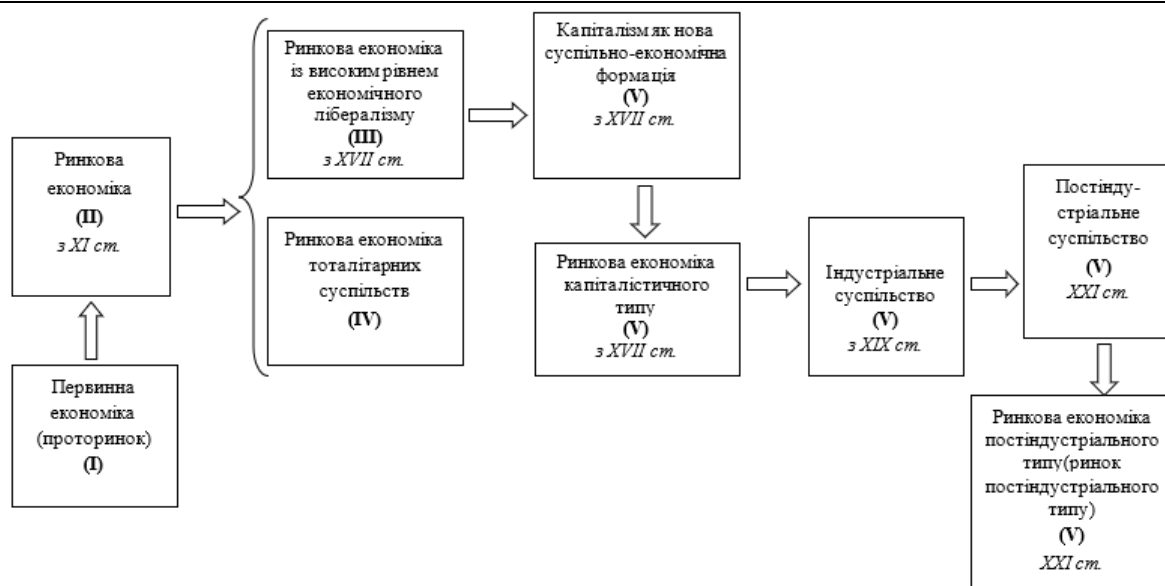 Первинна
економіка
(проторинок)
(I)
Ринкова
економіка
(II)
з XI ст.
Ринкова економіка
із високим рівнем
економічного
лібералізму
(III)
з XVII ст.
Ринкова економіка
тоталітарних
суспільств
(IV)
Капіталізм як нова
суспільно-економічна
формація
(V)
з XVII ст.
Ринкова економіка
капіталістичного
типу
(V)
з XVII ст.
Індустріальне
суспільство
(V)
з XIX ст.
Постінду-
стріальне
суспільство
(V)
XXI ст.
Ринкова економіка
постіндустріального
типу(ринок
постіндустріального
типу)
(V)
XXI ст.